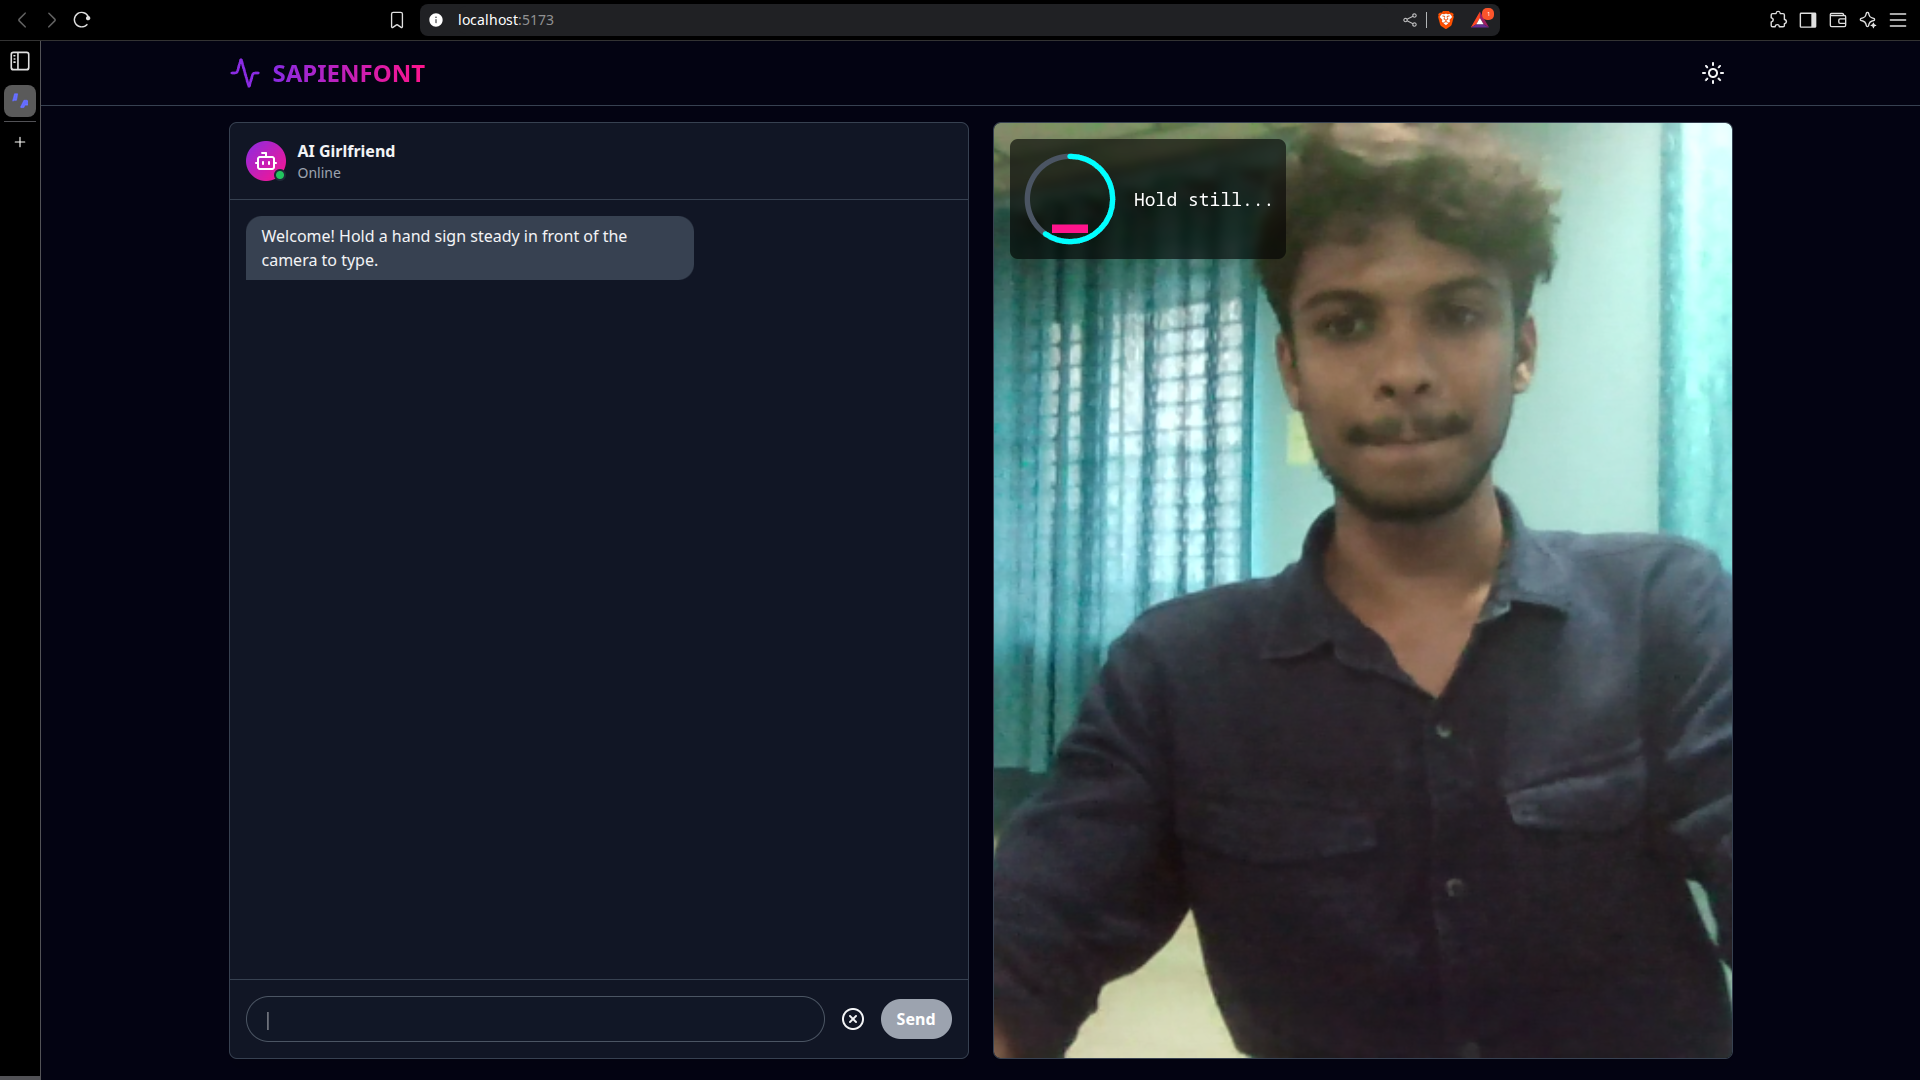 localhost:5173
1
SAPIENFONT
AI Girlfriend
Online
Welcome! Hold a hand sign steady in front of the
camera to type.
Send
Hold still...